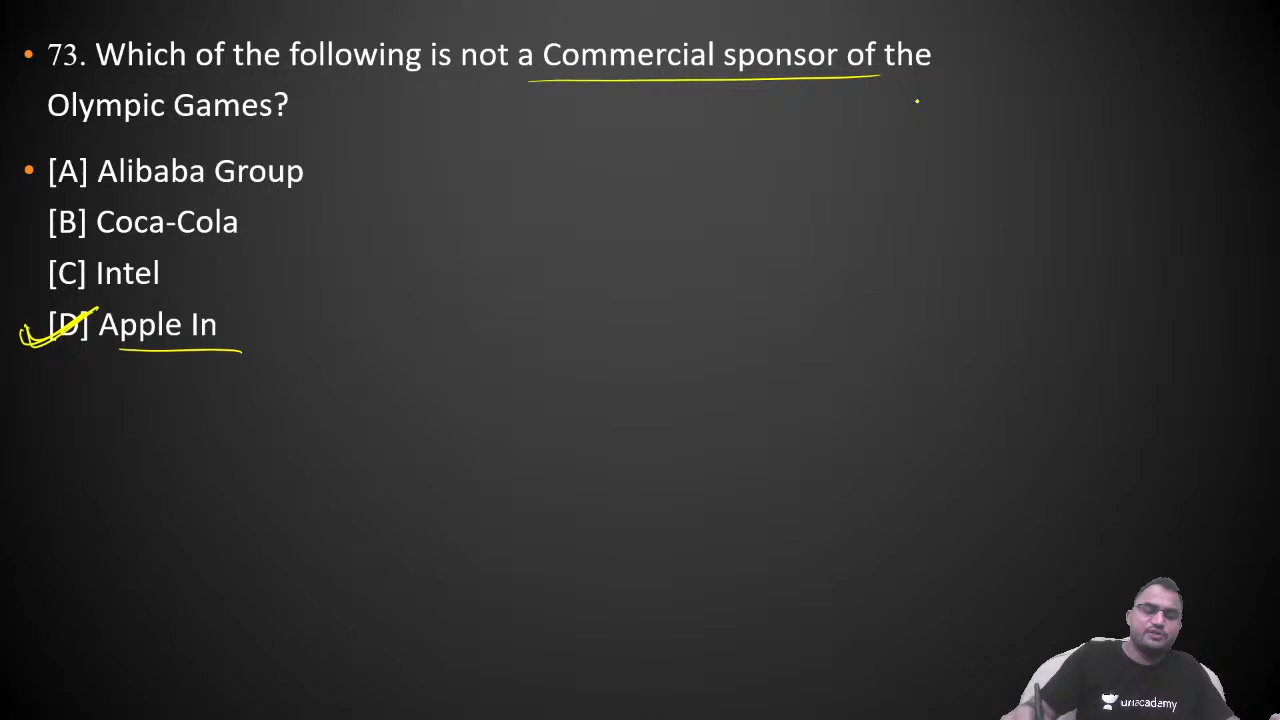 73. Which of the following is not a Commercial sponsor of the
Olympic Games?
[A] Alibaba Group
[B] Coca-Cola
[C] Intel
[D] Apple In
unacademy